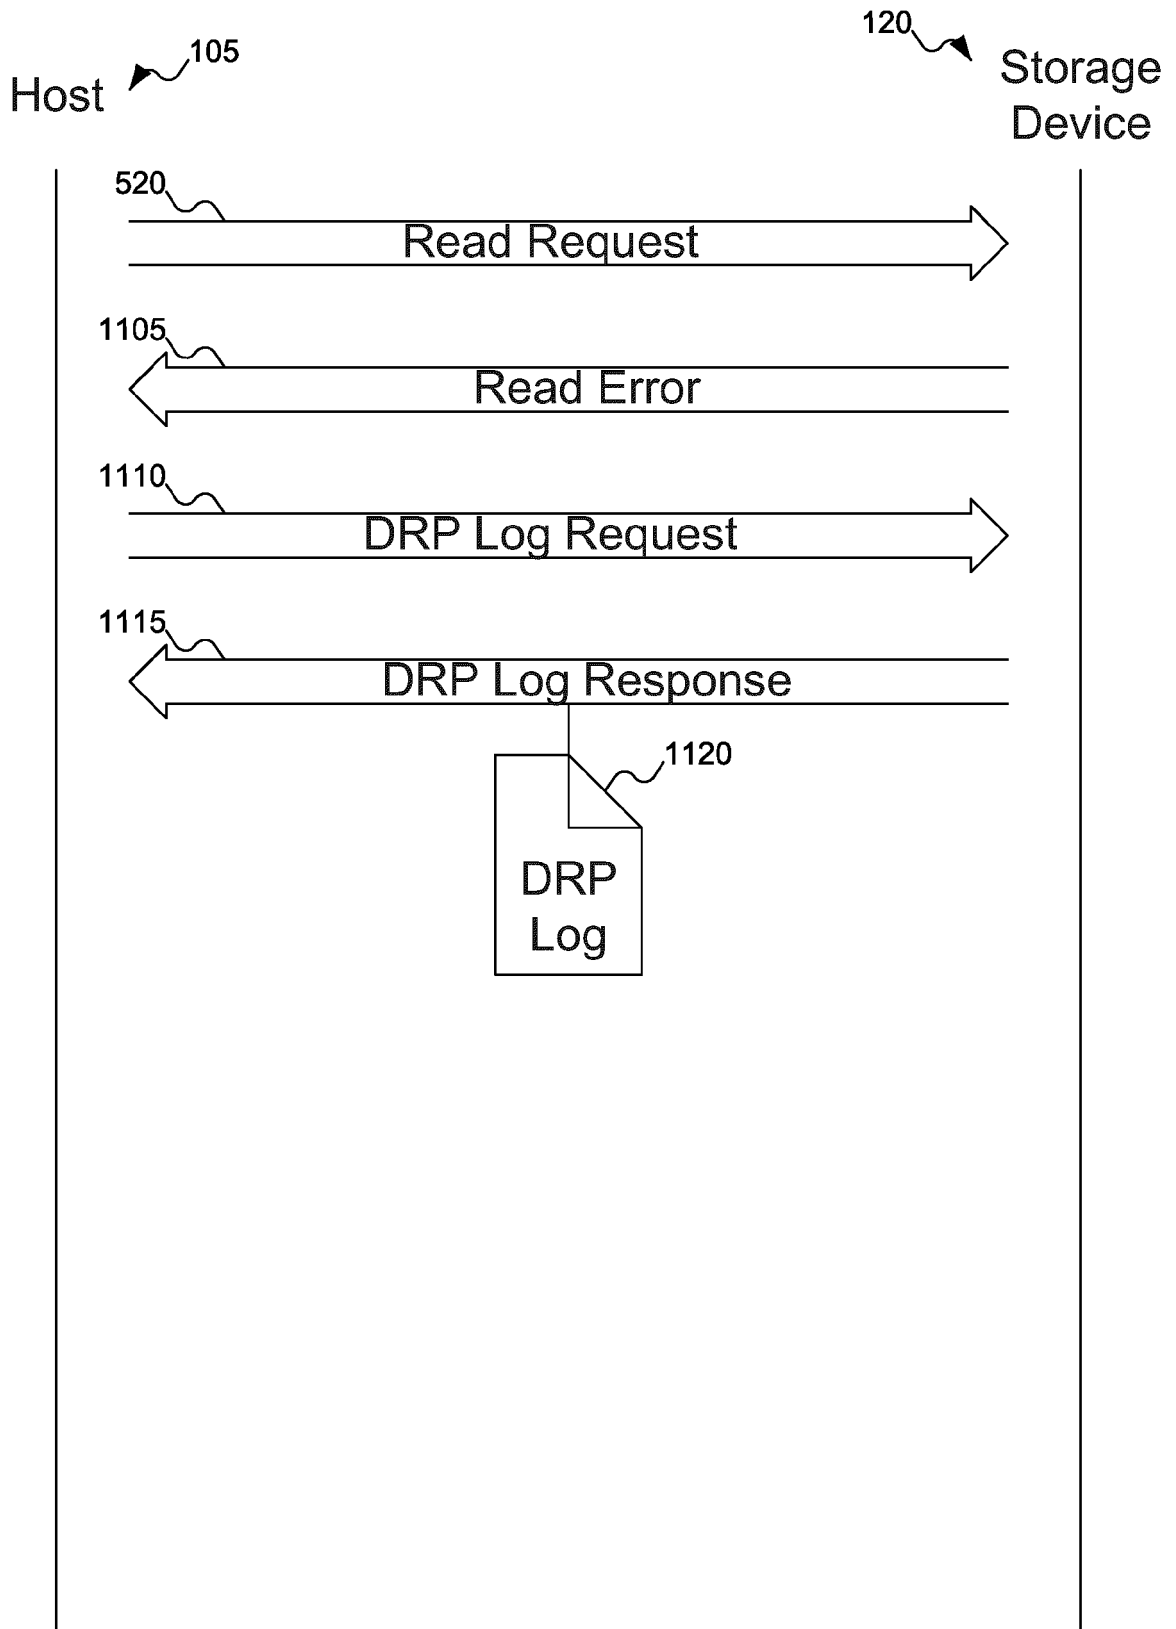 105
120
Host
Storage
Device
520
Read Request
1105
Read Error
1110
DRP Log Request
1115
DRP Log Response
1120
DRP
Log